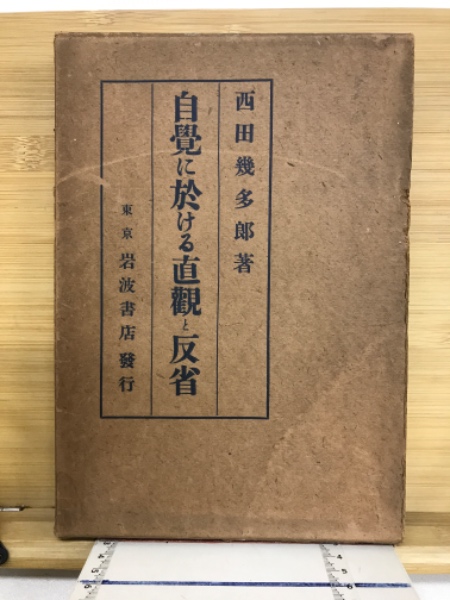 西田幾多郎著
自覺に於ける直觀と反省
東京 岩波書店發行